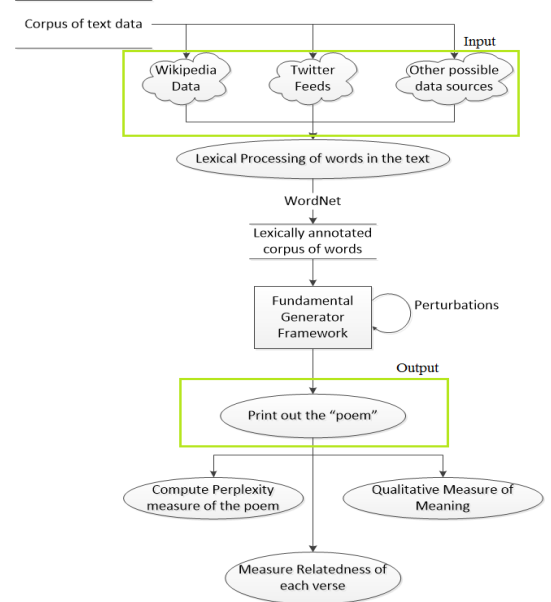 Corpus of text data
Input
Wikipedia
Data
Twitter
Feeds
Other possible
data sources
Lexical Processing of words in the text
WordNet
Lexically annotated
corpus of words
Fundamental
Generator
Framework
Perturbations
Output
Print out the “poem”
Compute Perplexity
measure of the poem
Qualitative Measure of
Meaning
Measure Relatedness of
each verse